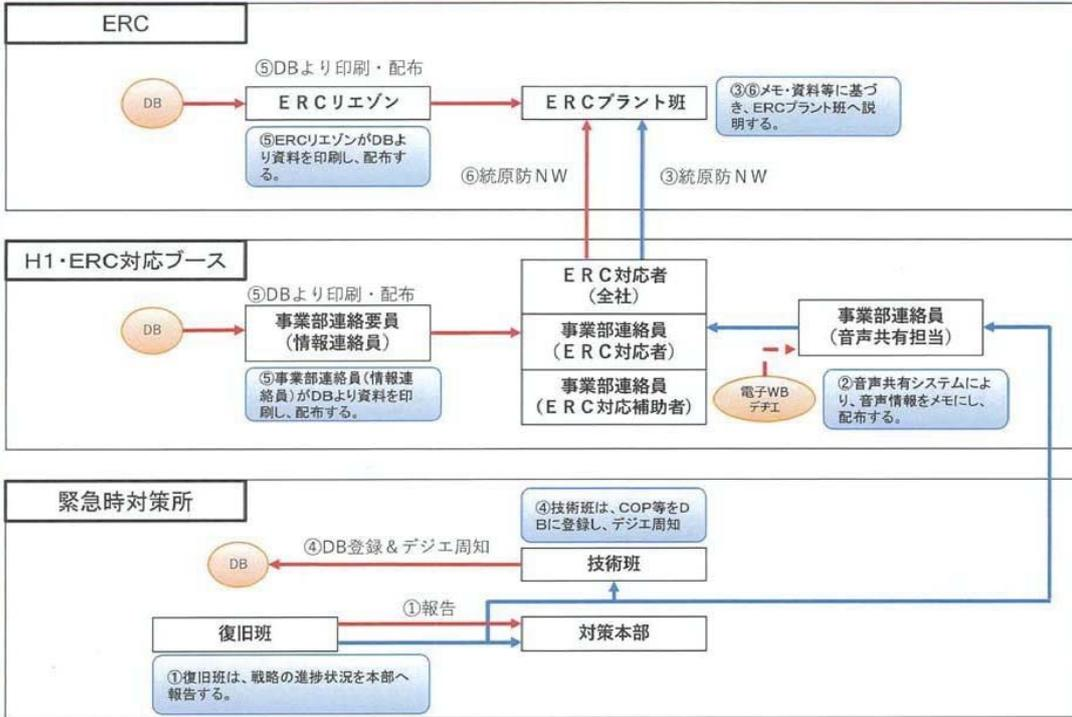 ERC
⑤DBより印刷・配布
DB
ERCリエゾン
ERCプラント班
③⑥メモ・資料等に基づ
き、ERCプラント班へ説
明する。
⑤ERCリエゾンがDBよ
り資料を印刷し、配布す
る。
⑥統原防NW
③統原防NW
H1・ERC対応ブース
⑤DBより印刷・配布
DB
事業部連絡要員
(情報連絡員)
⑤事業部連絡員(情報連
絡員)がDBより資料を印
刷し、配布する。
ERC対応者
(全社)
事業部連絡員
(ERC対応者)
事業部連絡員
(ERC対応補助者)
事業部連絡員
(音声共有担当)
電子WB
デヂエ
②音声共有システムによ
り、音声情報をメモにし、
配布する。
緊急時対策所
④技術班は、COP等をD
Bに登録し、デジエ周知
④DB登録&デジエ周知
DB
技術班
①報告
復旧班
対策本部
①復旧班は、戦略の進捗状況を本部へ
報告する。